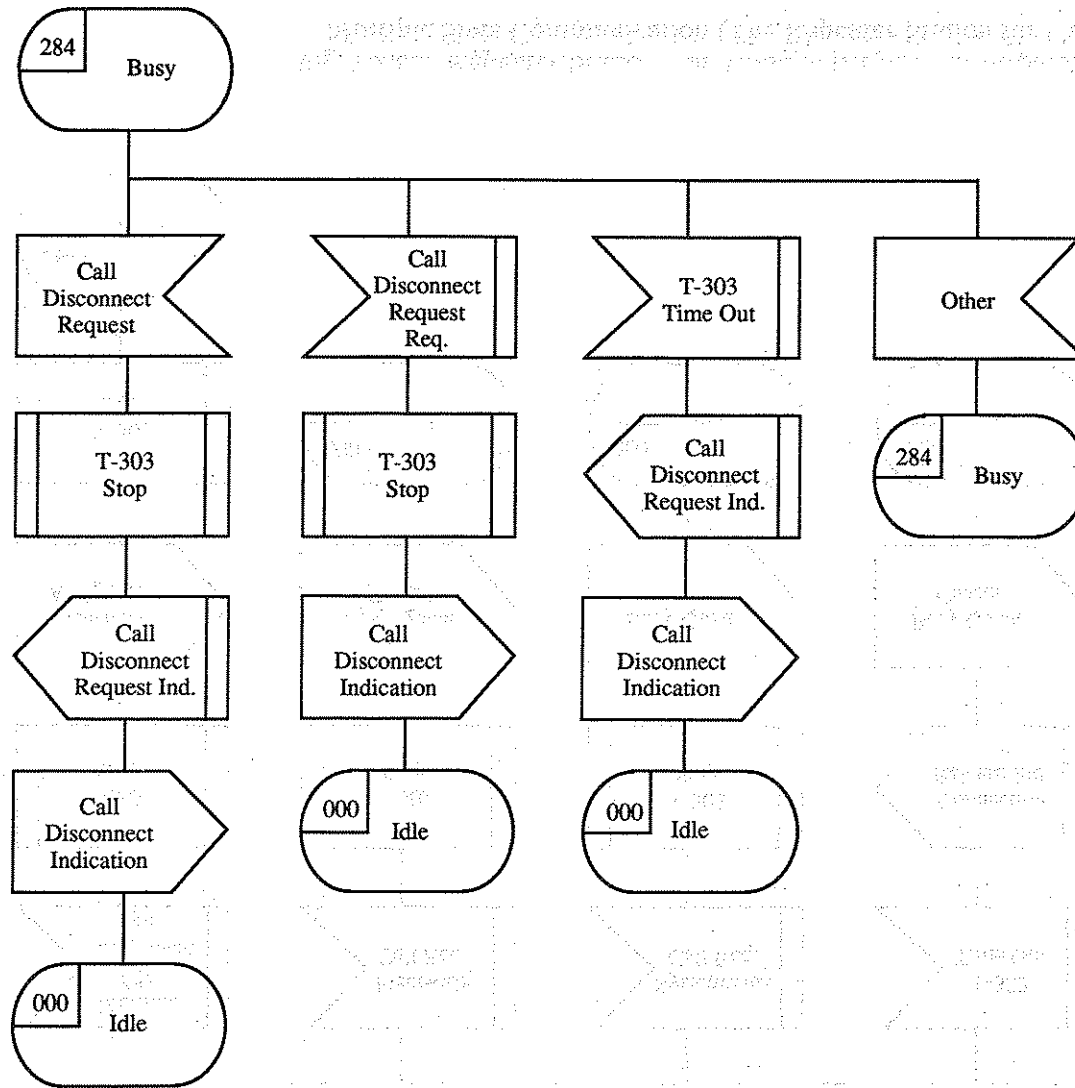 284
Busy
Call
Disconnect
Request
Call
Disconnect
Request
Req.
T-303
Time Out
Other
T-303
Stop
T-303
Stop
Call
Disconnect
Request Ind.
284
Busy
Call
Disconnect
Request Ind.
Call
Disconnect
Indication
Call
Disconnect
Indication
Call
Disconnect
Indication
000
Idle
000
Idle
000
Idle